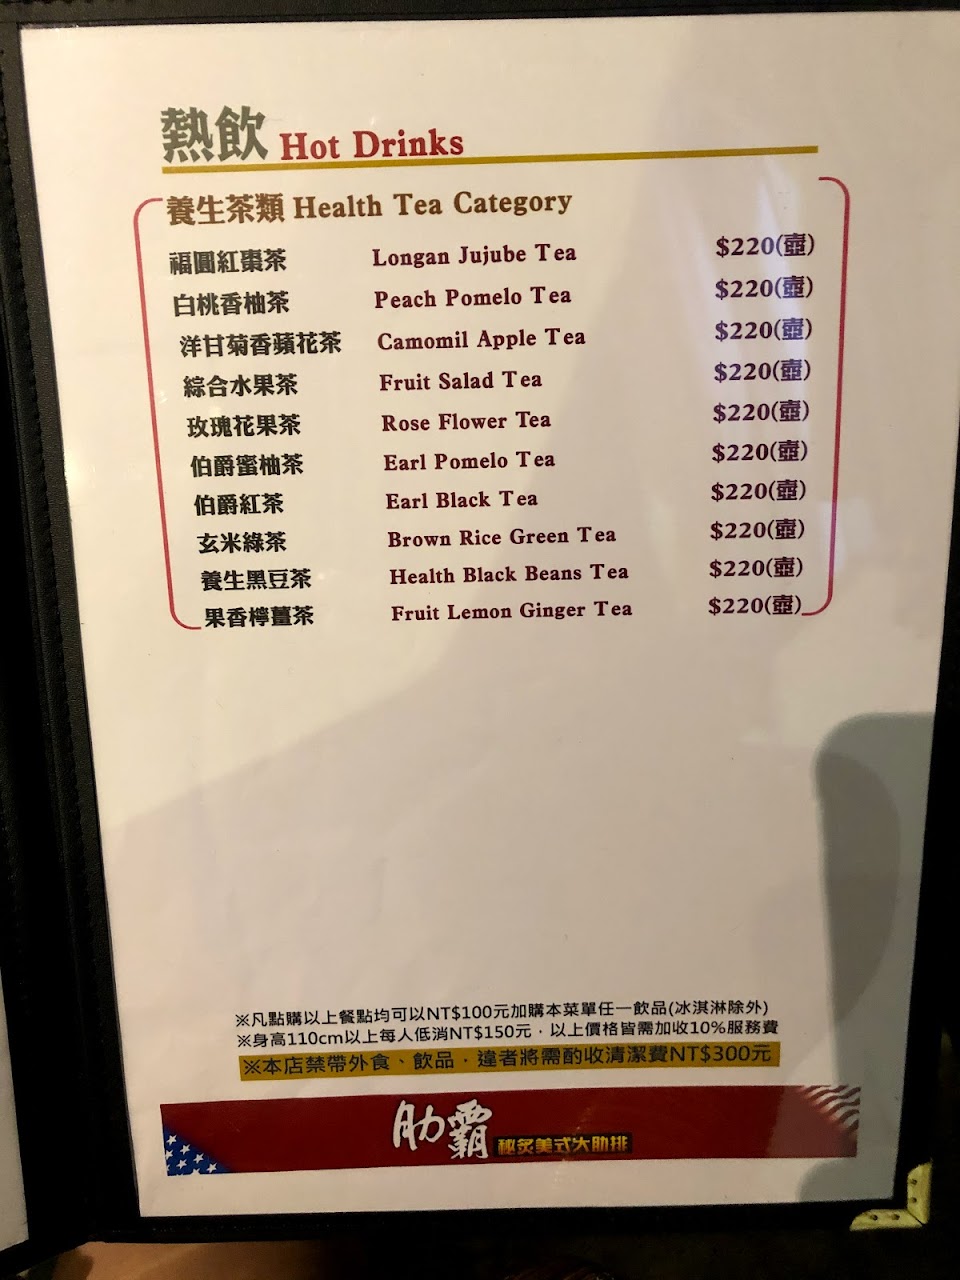 熱飲 Hot Drinks
養生茶類 Health Tea Category
福圓紅棗茶 Longan Jujube Tea $220(壺)
白桃香柚茶 Peach Pomelo Tea $220(壺)
洋甘菊香蘋花茶 Camomil Apple Tea $220(壺)
綜合水果茶 Fruit Salad Tea $220(壺)
玫瑰花果茶 Rose Flower Tea $220(壺)
伯爵蜜柚茶 Earl Pomelo Tea $220(壺)
伯爵紅茶 Earl Black Tea $220(壺)
玄米綠茶 Brown Rice Green Tea $220(壺)
養生黑豆茶 Health Black Beans Tea $220(壺)
果香檸薑茶 Fruit Lemon Ginger Tea $220(壺)
※凡點購以上餐點均可以NT$100元加購本菜單任一飲品(冰淇淋除外)
※身高110cm以上每人低消NT$150元．以上價格皆需加收10%服務費
※本店禁帶外食、飲品．違者將需酌收清潔費NT$300元
肋霸 秘炙美式大肋排